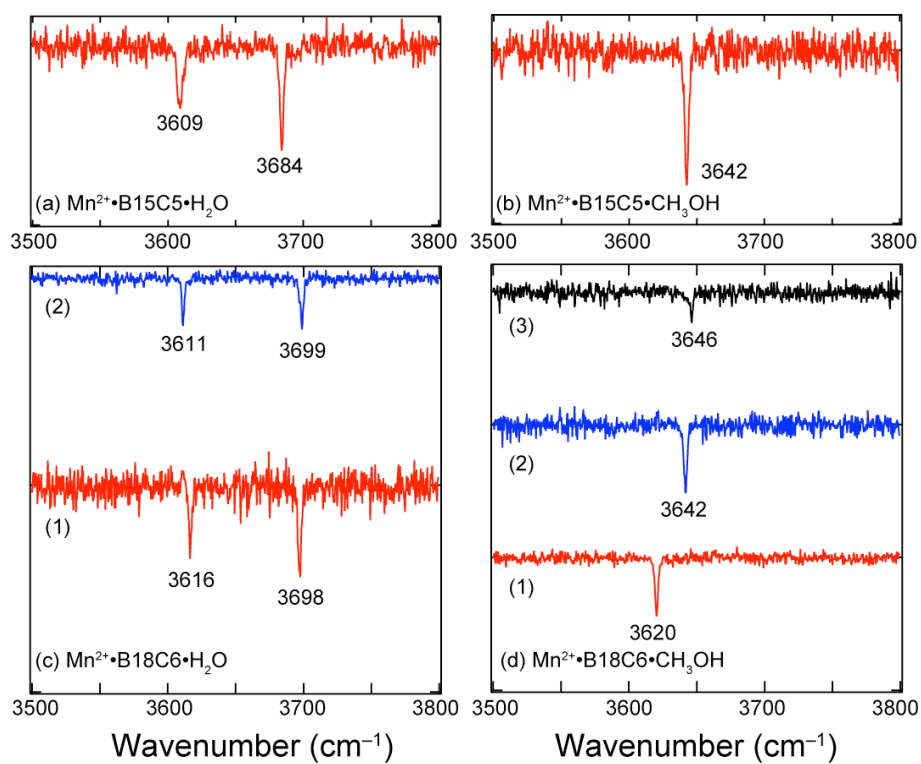 3609
3684
(a) Mn²⁺•B15C5•H₂O
3500 3600 3700 3800
3642
(b) Mn²⁺•B15C5•CH₃OH
3500 3600 3700 3800
(2)
3611
3699
(1)
3616
3698
(c) Mn²⁺•B18C6•H₂O
3500 3600 3700 3800
Wavenumber (cm⁻¹)
(3)
3646
(2)
3642
(1)
3620
(d) Mn²⁺•B18C6•CH₃OH
3500 3600 3700 3800
Wavenumber (cm⁻¹)